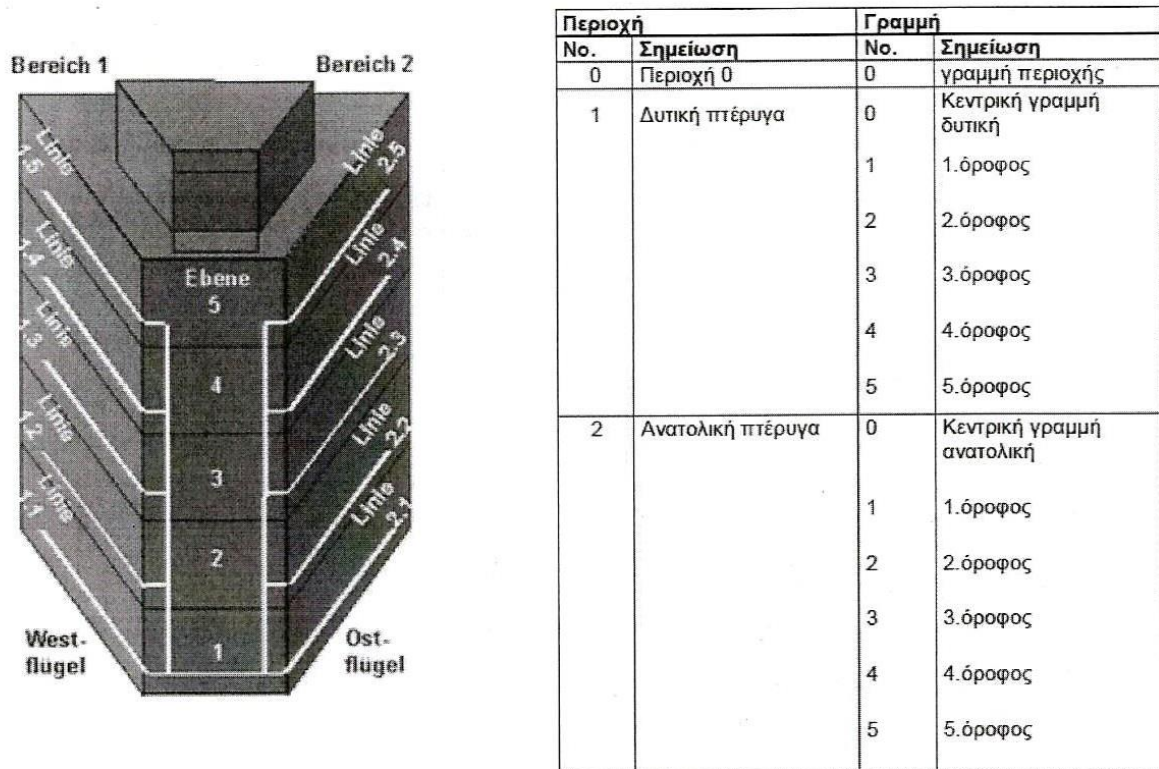 Bereich 1
Bereich 2
Linie
1.5
Linie
2.5
Linie
1.4
Linie
2.4
Linie
1.3
Linie
2.3
Linie
1.2
Linie
2.2
Linie
1.1
Linie
2.1
Ebene
5
4
3
2
1
West-
flügel
Ost-
flügel
Περιοχή Γραμμή
No. Σημείωση No. Σημείωση
0 Περιοχή 0 0 γραμμή περιοχής
1 Δυτική πτέρυγα 0 Κεντρική γραμμή
δυτική
1 1.όροφος
2 2.όροφος
3 3.όροφος
4 4.όροφος
5 5.όροφος
2 Ανατολική πτέρυγα 0 Κεντρική γραμμή
ανατολική
1 1.όροφος
2 2.όροφος
3 3.όροφος
4 4.όροφος
5 5.όροφος